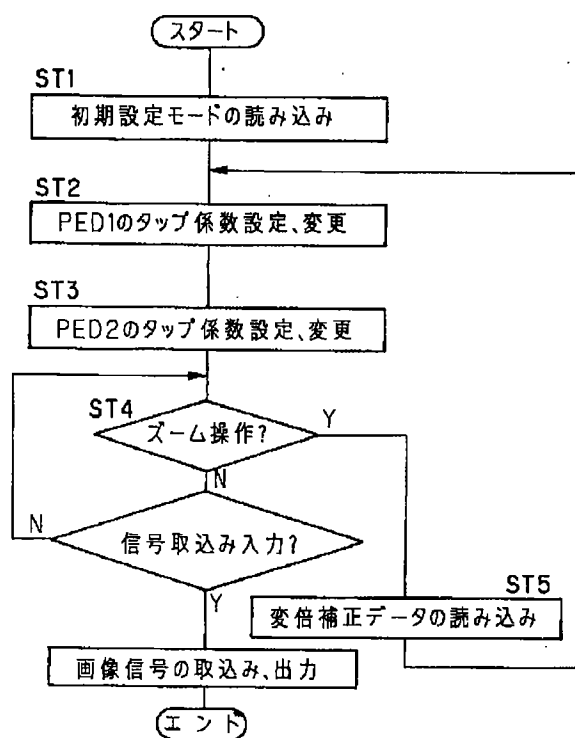 スタート
ST1
初期設定モードの読み込み
ST2
PED1のタップ係数設定、変更
ST3
PED2のタップ係数設定、変更
ST4
ズーム操作?
Y
N
信号取込み入力?
N
Y
ST5
変倍補正データの読み込み
画像信号の取込み、出力
エンド